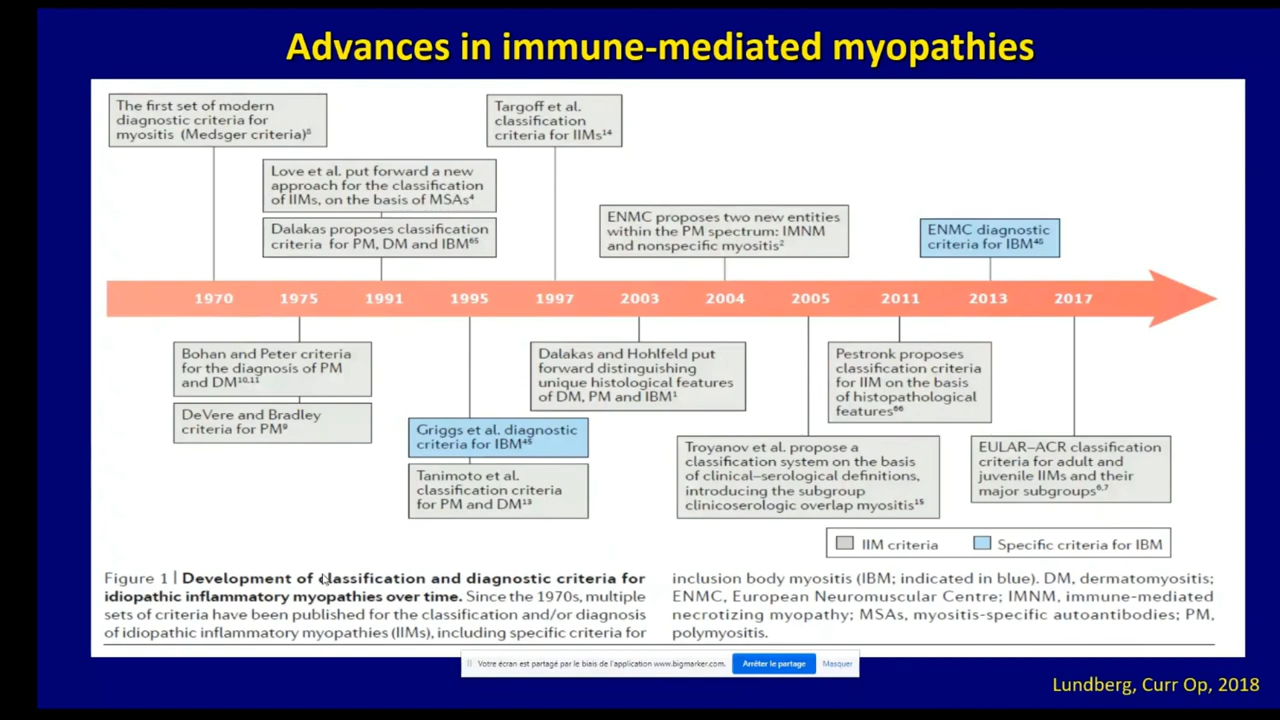 Advances in immune-mediated myopathies
The first set of modern
diagnostic criteria for
myositis (Medsger criteria)⁸
Targoff et al.
classification
criteria for IIMs¹⁴
Love et al. put forward a new
approach for the classification
of IIMs, on the basis of MSAs⁴
Dalakas proposes classification
criteria for PM, DM and IBM⁶⁵
ENMC proposes two new entities
within the PM spectrum: IMNM
and nonspecific myositis²
ENMC diagnostic
criteria for IBM⁴⁸
1970 1975 1991 1995 1997 2003 2004 2005 2011 2013 2017
Bohan and Peter criteria
for the diagnosis of PM
and DM¹⁰,¹¹
DeVere and Bradley
criteria for PM⁹
Griggs et al. diagnostic
criteria for IBM⁴⁵
Tanimoto et al.
classification criteria
for PM and DM¹³
Dalakas and Hohlfeld put
forward distinguishing
unique histological features
of DM, PM and IBM¹
Troyanov et al. propose a
classification system on the basis
of clinical–serological definitions,
introducing the subgroup
clinicoserologic overlap myositis¹⁵
Pestronk proposes
classification criteria
for IIM on the basis
of histopathological
features⁶⁶
EULAR–ACR classification
criteria for adult and
juvenile IIMs and their
major subgroups⁶,⁷
IIM criteria
Specific criteria for IBM
Figure 1 | Development of classification and diagnostic criteria for
idiopathic inflammatory myopathies over time. Since the 1970s, multiple
sets of criteria have been published for the classification and/or diagnosis
of idiopathic inflammatory myopathies (IIMs), including specific criteria for
inclusion body myositis (IBM; indicated in blue). DM, dermatomyositis;
ENMC, European Neuromuscular Centre; IMNM, immune-mediated
necrotizing myopathy; MSAs, myositis-specific autoantibodies; PM,
polymyositis.
Votre écran est partagé par le biais de l'application www.bigmarker.com.
Arrêter le partage
Masquer
Lundberg, Curr Op, 2018